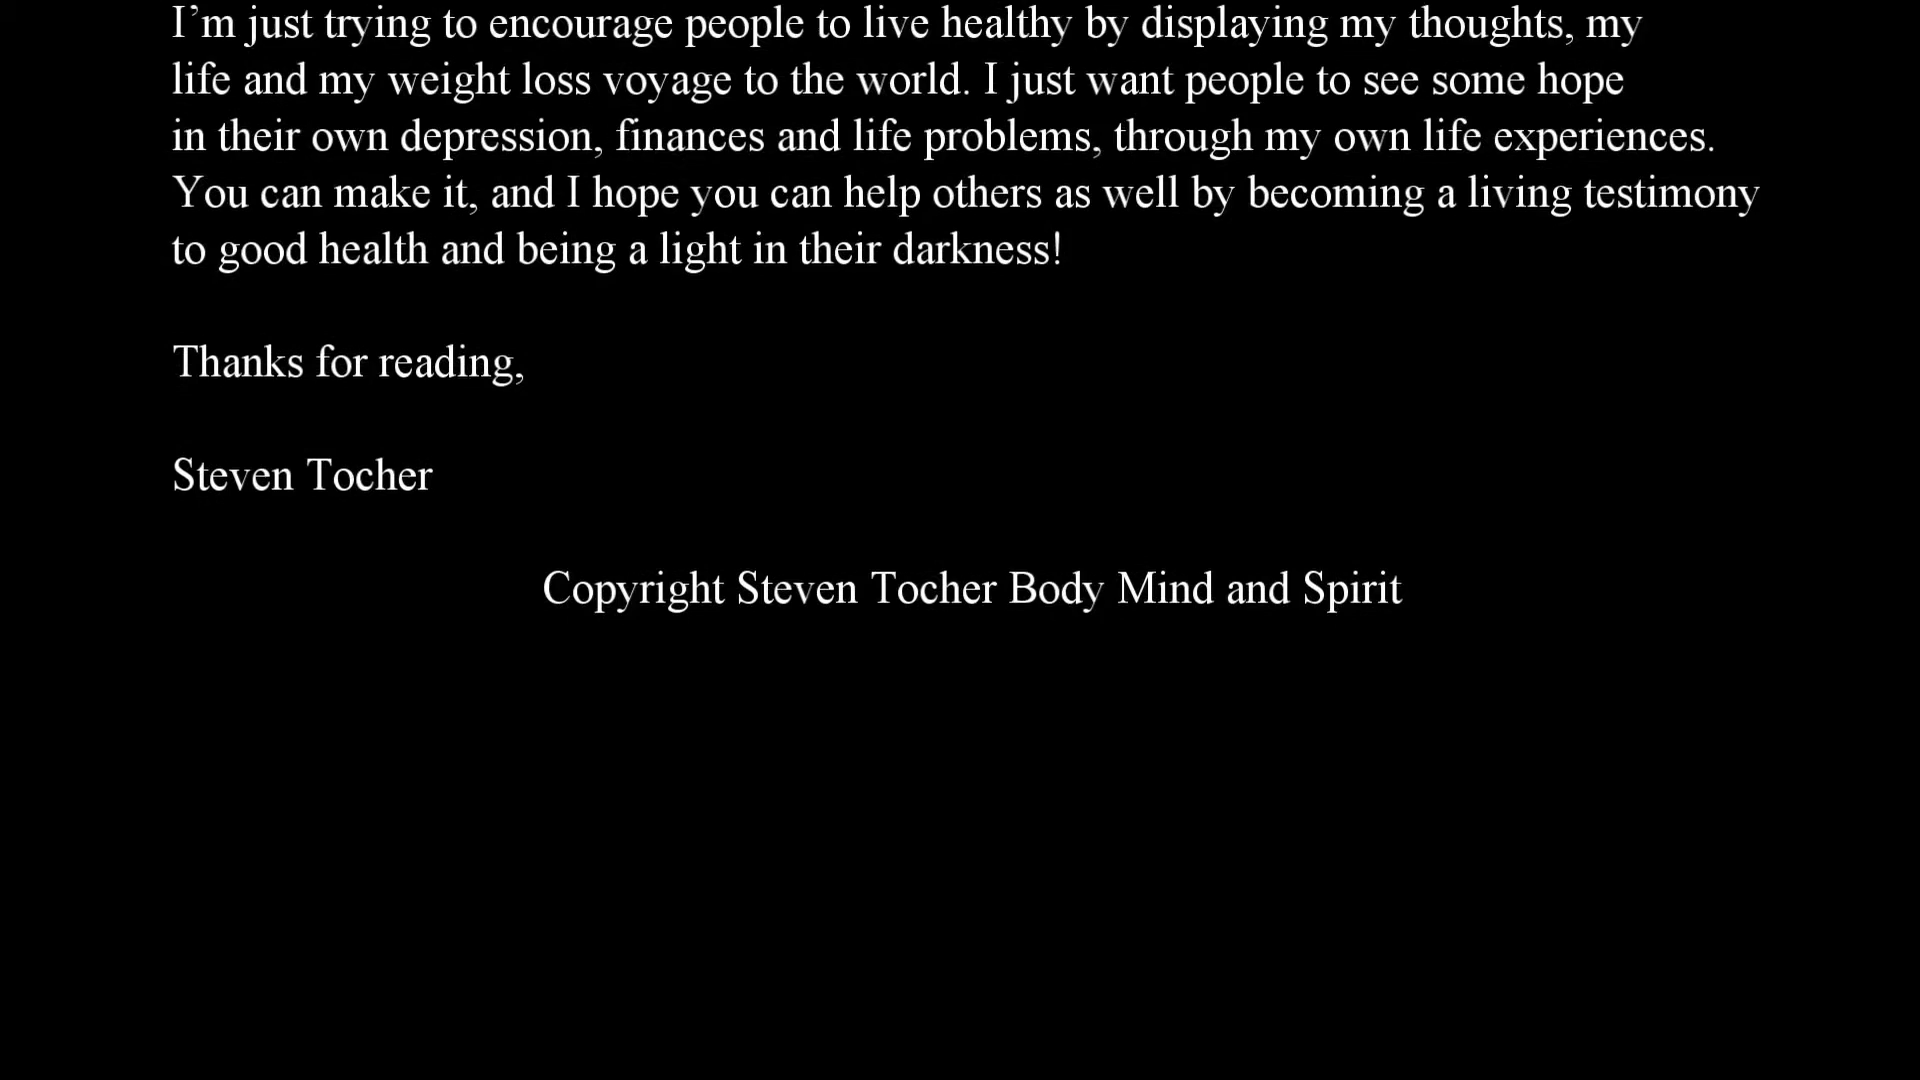 I’m just trying to encourage people to live healthy by displaying my thoughts, my
life and my weight loss voyage to the world. I just want people to see some hope
in their own depression, finances and life problems, through my own life experiences.
You can make it, and I hope you can help others as well by becoming a living testimony
to good health and being a light in their darkness!
Thanks for reading,
Steven Tocher
Copyright Steven Tocher Body Mind and Spirit